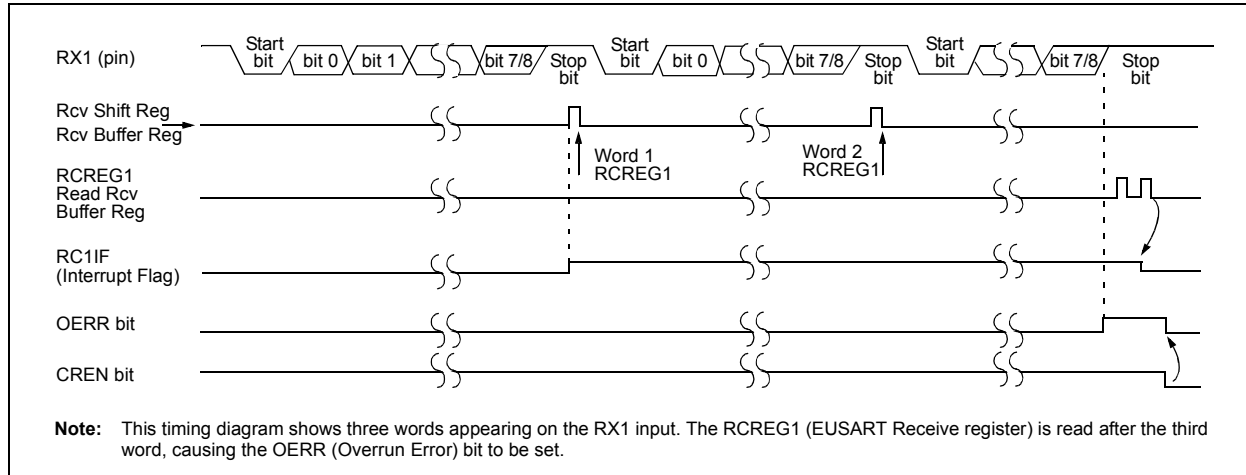 RX1 (pin)
Start bit
bit 0
bit 1
bit 7/8
Stop bit
Start bit
bit 0
bit 7/8
Stop bit
Start bit
bit 7/8
Stop bit
Rcv Shift Reg
Rcv Buffer Reg
Word 1
RCREG1
Word 2
RCREG1
RCREG1
Read Rcv
Buffer Reg
RC1IF
(Interrupt Flag)
OERR bit
CREN bit
Note: This timing diagram shows three words appearing on the RX1 input. The RCREG1 (EUSART Receive register) is read after the third
word, causing the OERR (Overrun Error) bit to be set.